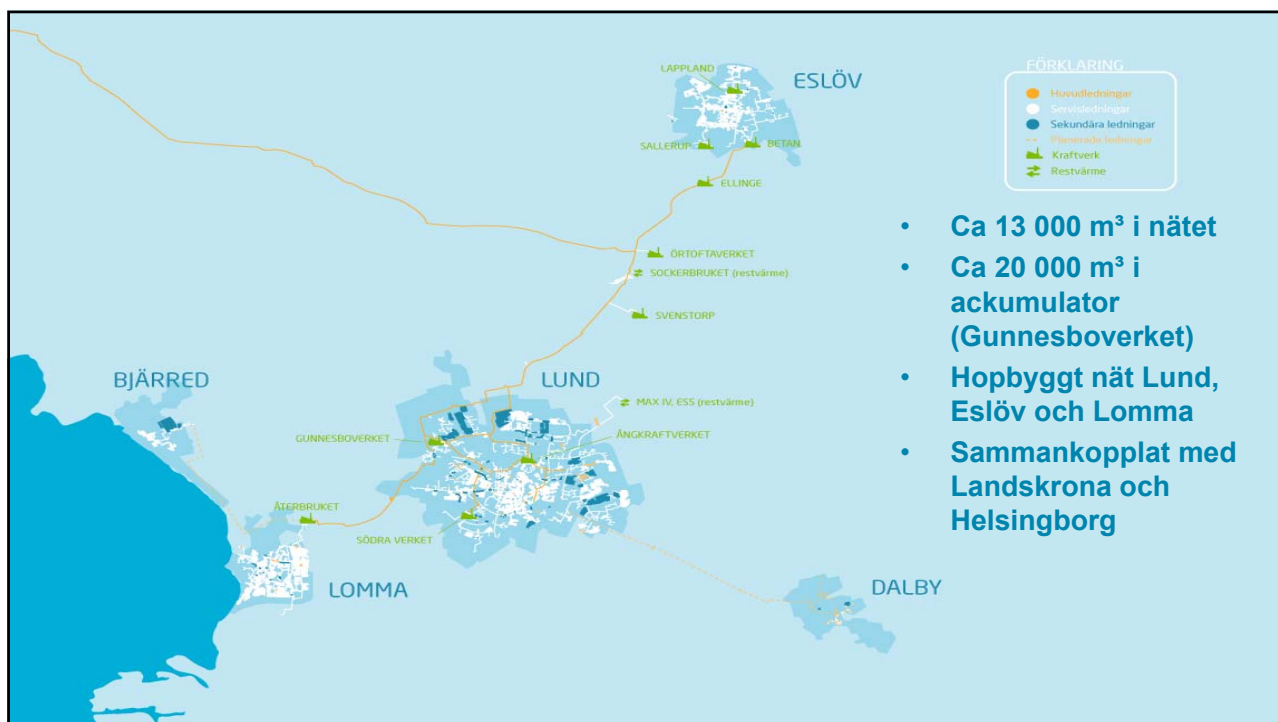 LAPPLAND
ESLÖV
SALLERUP
BETAN
ELLINGE
ÖRTOFTAVERKET
SOCKERBRUKET (restvärme)
SVENSTORP
BJÄRRED
LUND
MAX IV, ESS (restvärme)
GUNNESBOVERKET
ÅNGKRAFTVERKET
ÅTERBRUKET
SÖDRA VERKET
LOMMA
DALBY
FÖRKLARING
Huvudledningar
Servisledningar
Sekundära ledningar
Planerade ledningar
Kraftverk
Restvärme
• Ca 13 000 m³ i nätet
• Ca 20 000 m³ i
ackumulator
(Gunnesboverket)
• Hopbyggt nät Lund,
Eslöv och Lomma
• Sammankopplat med
Landskrona och
Helsingborg